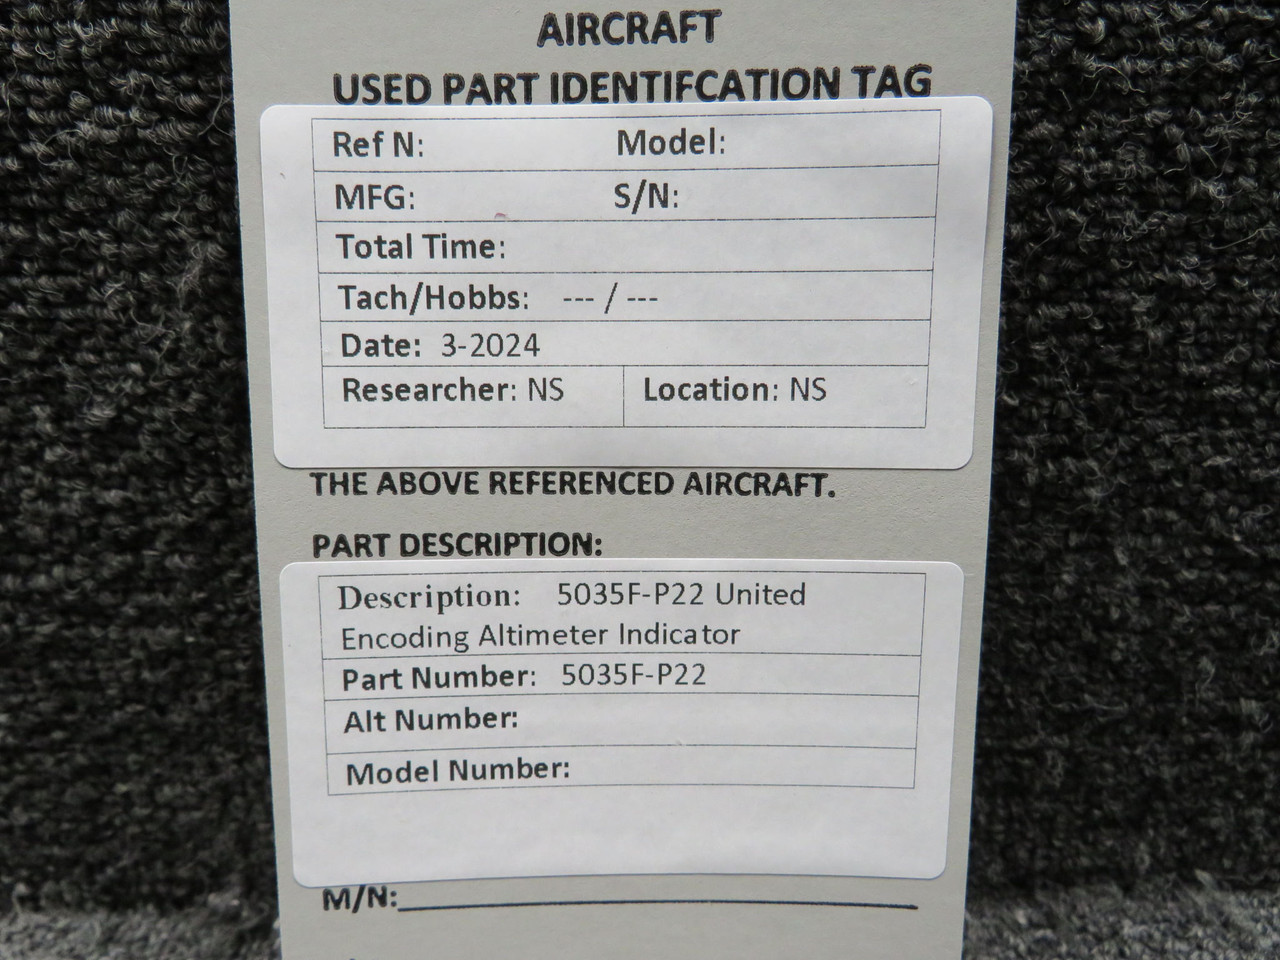 AIRCRAFT
USED PART IDENTIFCATION TAG
Ref N: Model:
MFG: S/N:
Total Time:
Tach/Hobbs: --- / ---
Date: 3-2024
Researcher: NS Location: NS
THE ABOVE REFERENCED AIRCRAFT.
PART DESCRIPTION:
Description: 5035F-P22 United
Encoding Altimeter Indicator
Part Number: 5035F-P22
Alt Number:
Model Number:
M/N: